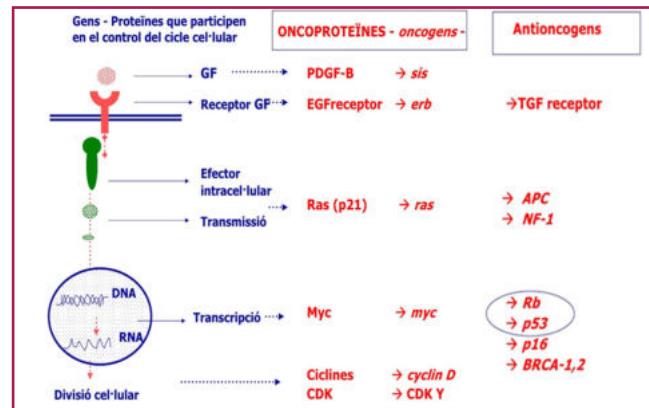 Gens - Proteïnes que participen
en el control del cicle cel·lular
ONCOPROTEÏNES - oncogens -
Antioncogens
GF
PDGF-B → sis
Receptor GF
EGFreceptor → erb
→TGF receptor
Efector
intracel·lular
Transmissió
Ras (p21) → ras
→ APC
→ NF-1
DNA
RNA
Transcripció
Myc → myc
→ Rb
→ p53
→ p16
→ BRCA-1,2
Divisió cel·lular
Ciclines → cyclin D
CDK → CDK Y